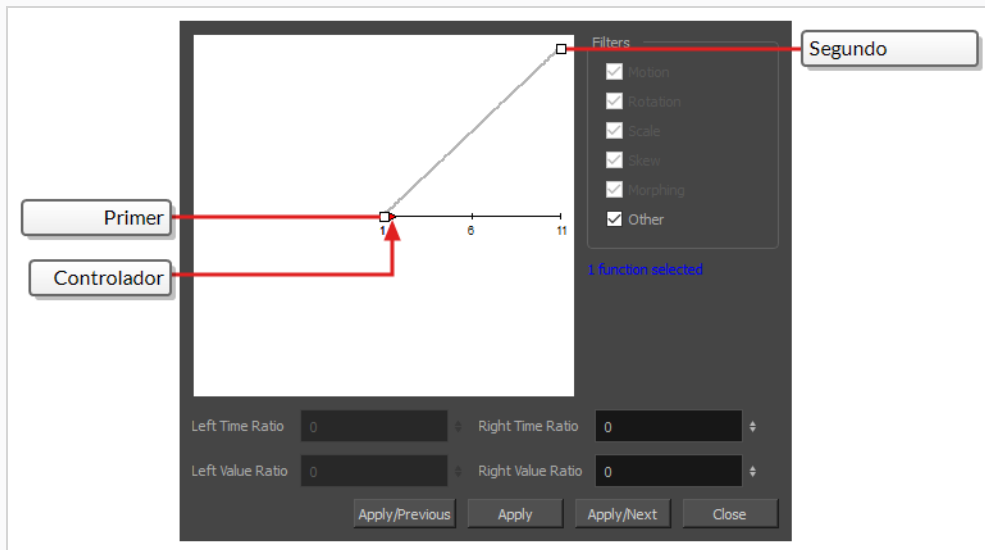 Filters
Segundo
Motion
Rotation
Scale
Skew
Morphing
Other
Primer
1 6 11
Controlador
1 function selected
Left Time Ratio 0 Right Time Ratio 0
Left Value Ratio 0 Right Value Ratio 0
Apply/Previous Apply Apply/Next Close